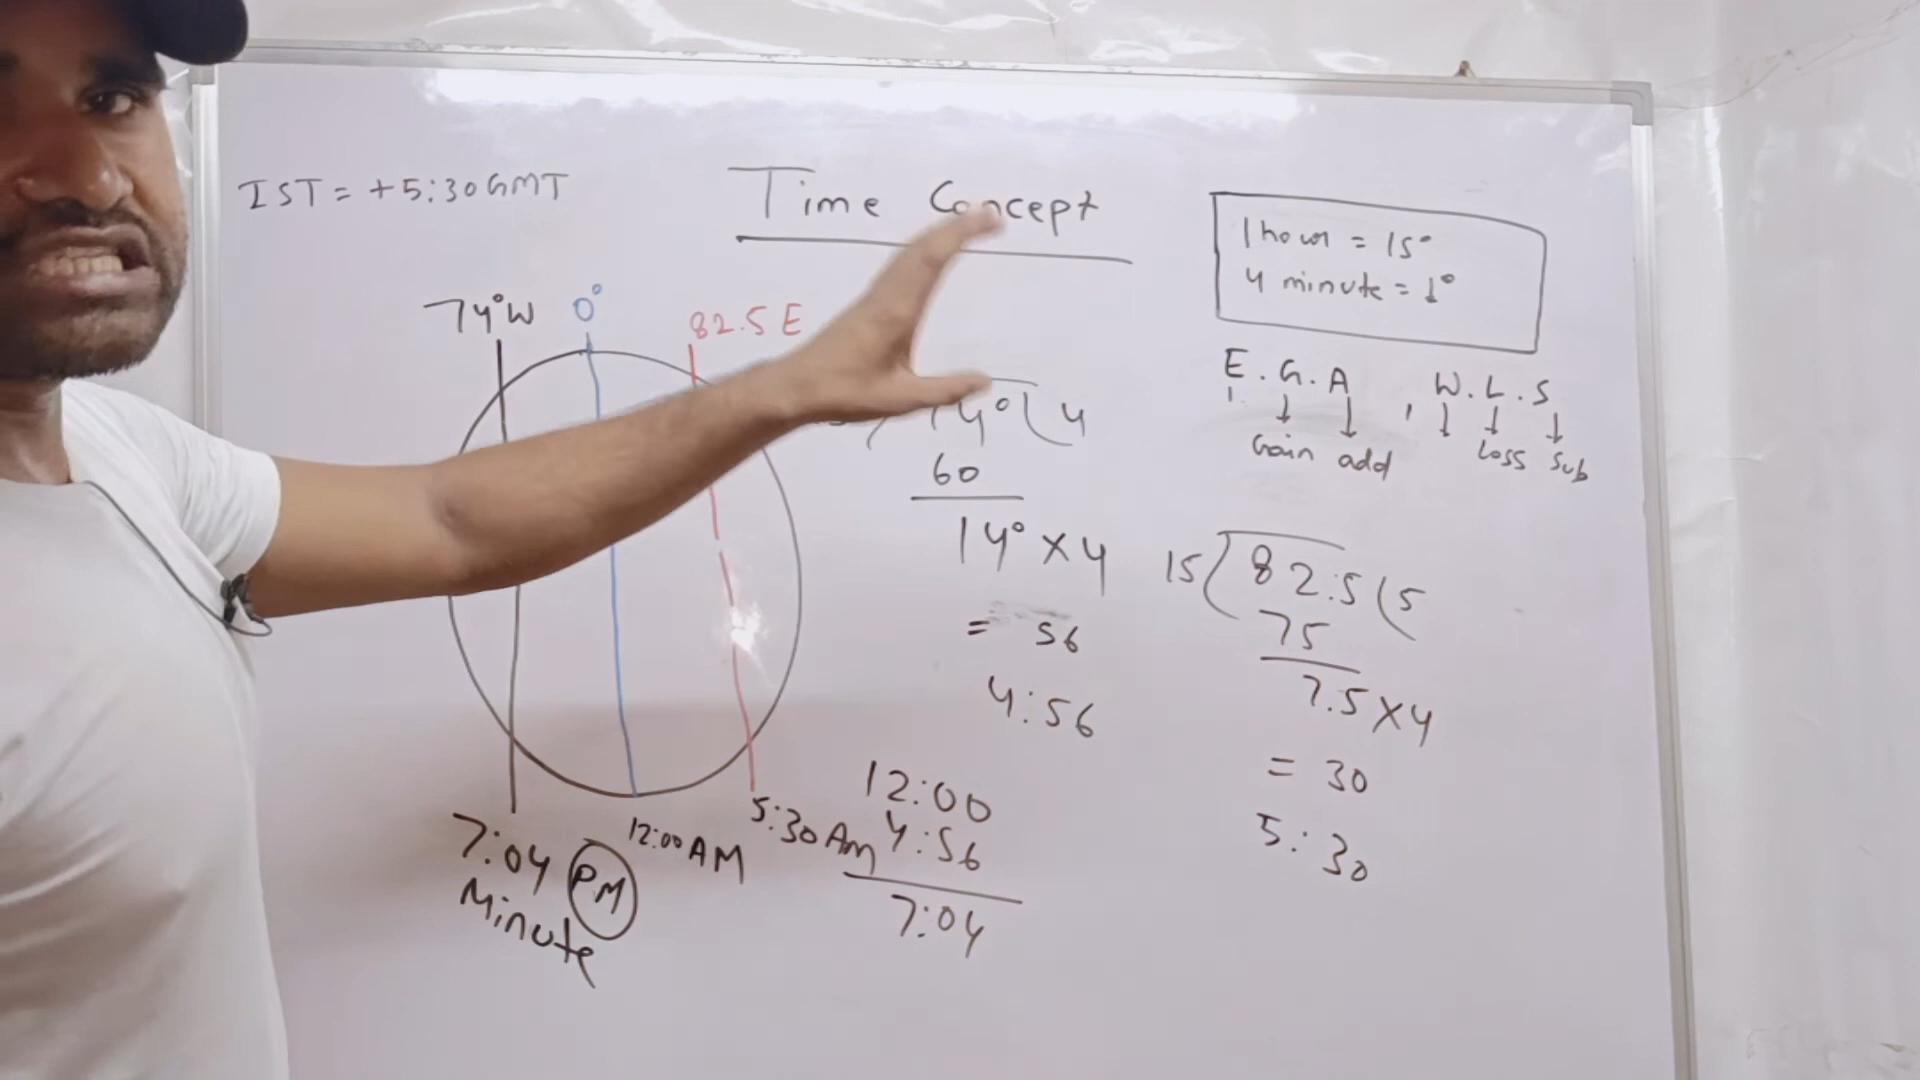 IST = +5:30 GMT
Time Concept
1 hour = 15°
4 minute = 1°
74°W 0° 82.5 E
E.G.A , W.L.S
Gain add Loss Sub
74° 4
60
14° X 4
= 56
4:56
12:00
4:56
7:04
15 82.5 5
75
7.5 X 4
= 30
5:30
7:04 PM
Minute
12:00 AM
5:30 Am